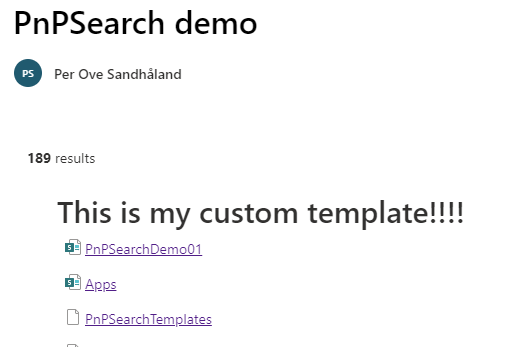 PnPSearch demo
PS
Per Ove Sandhåland
189 results
This is my custom template!!!!
PnPSearchDemo01
Apps
PnPSearchTemplates